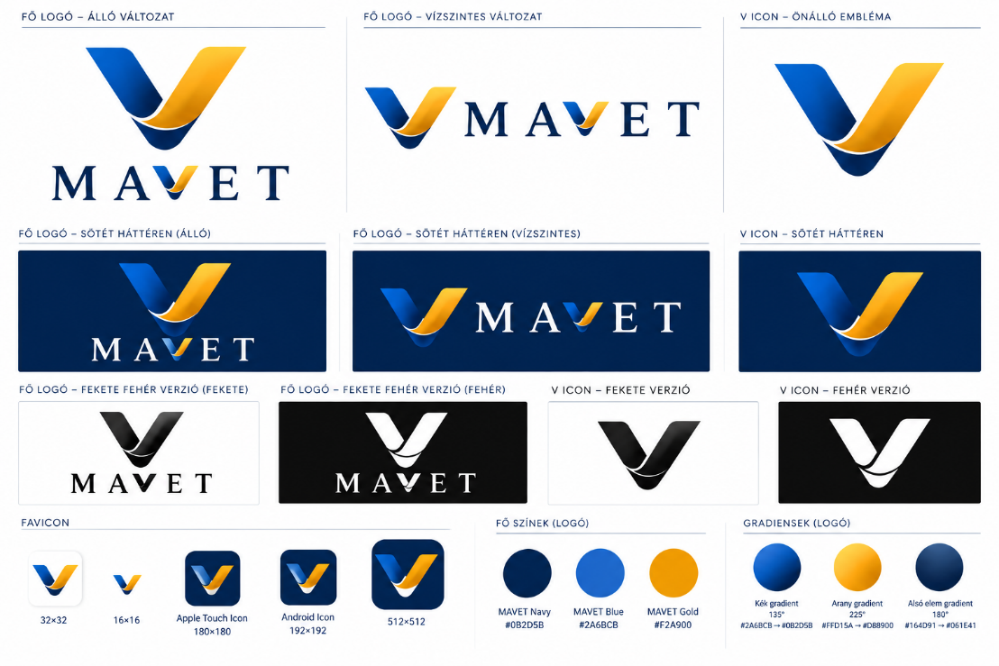 FŐ LOGÓ – ÁLLÓ VÁLTOZAT
MAVET
FŐ LOGÓ – VÍZSZINTES VÁLTOZAT
MAVET
V ICON – ÖNÁLLÓ EMBLÉMA
FŐ LOGÓ – SÖTÉT HÁTTÉREN (ÁLLÓ)
MAVET
FŐ LOGÓ – SÖTÉT HÁTTÉREN (VÍZSZINTES)
MAVET
V ICON – SÖTÉT HÁTTÉREN
FŐ LOGÓ – FEKETE FEHÉR VERZIÓ (FEKETE)
MAVET
FŐ LOGÓ – FEKETE FEHÉR VERZIÓ (FEHÉR)
MAVET
V ICON – FEKETE VERZIÓ
V ICON – FEHÉR VERZIÓ
FAVICON
32×32
16×16
Apple Touch Icon
180×180
Android Icon
192×192
512×512
FŐ SZÍNEK (LOGÓ)
MAVET Navy
#0B2D5B
MAVET Blue
#2A6BCB
MAVET Gold
#F2A900
GRADIENSEK (LOGÓ)
Kék gradient
135°
#2A6BCB → #0B2D5B
Arany gradient
225°
#FFD15A → #D88900
Alsó elem gradient
180°
#164D91 → #061E41